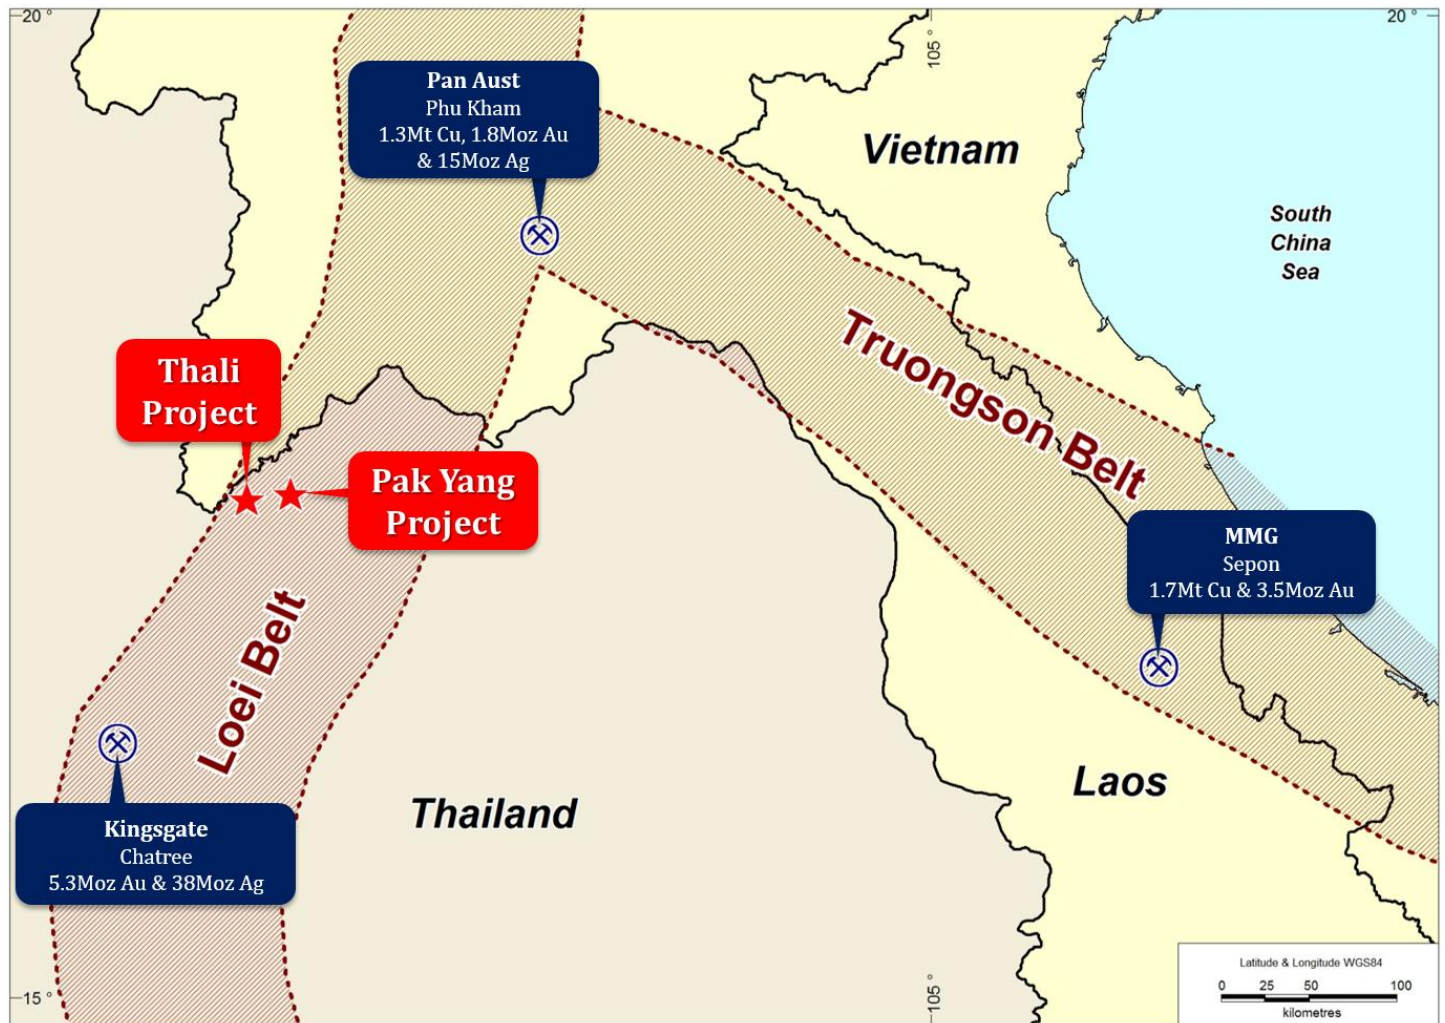 20 °
105 °
20 °
Pan Aust
Phu Kham
1.3Mt Cu, 1.8Moz Au
& 15Moz Ag
Vietnam
South
China
Sea
Thali
Project
Truongson Belt
Pak Yang
Project
MMG
Sepon
1.7Mt Cu & 3.5Moz Au
Loei Belt
Laos
Thailand
Kingsgate
Chatree
5.3Moz Au & 38Moz Ag
Latitude & Longitude WGS84
0 25 50 100
kilometres
15 °
105 °